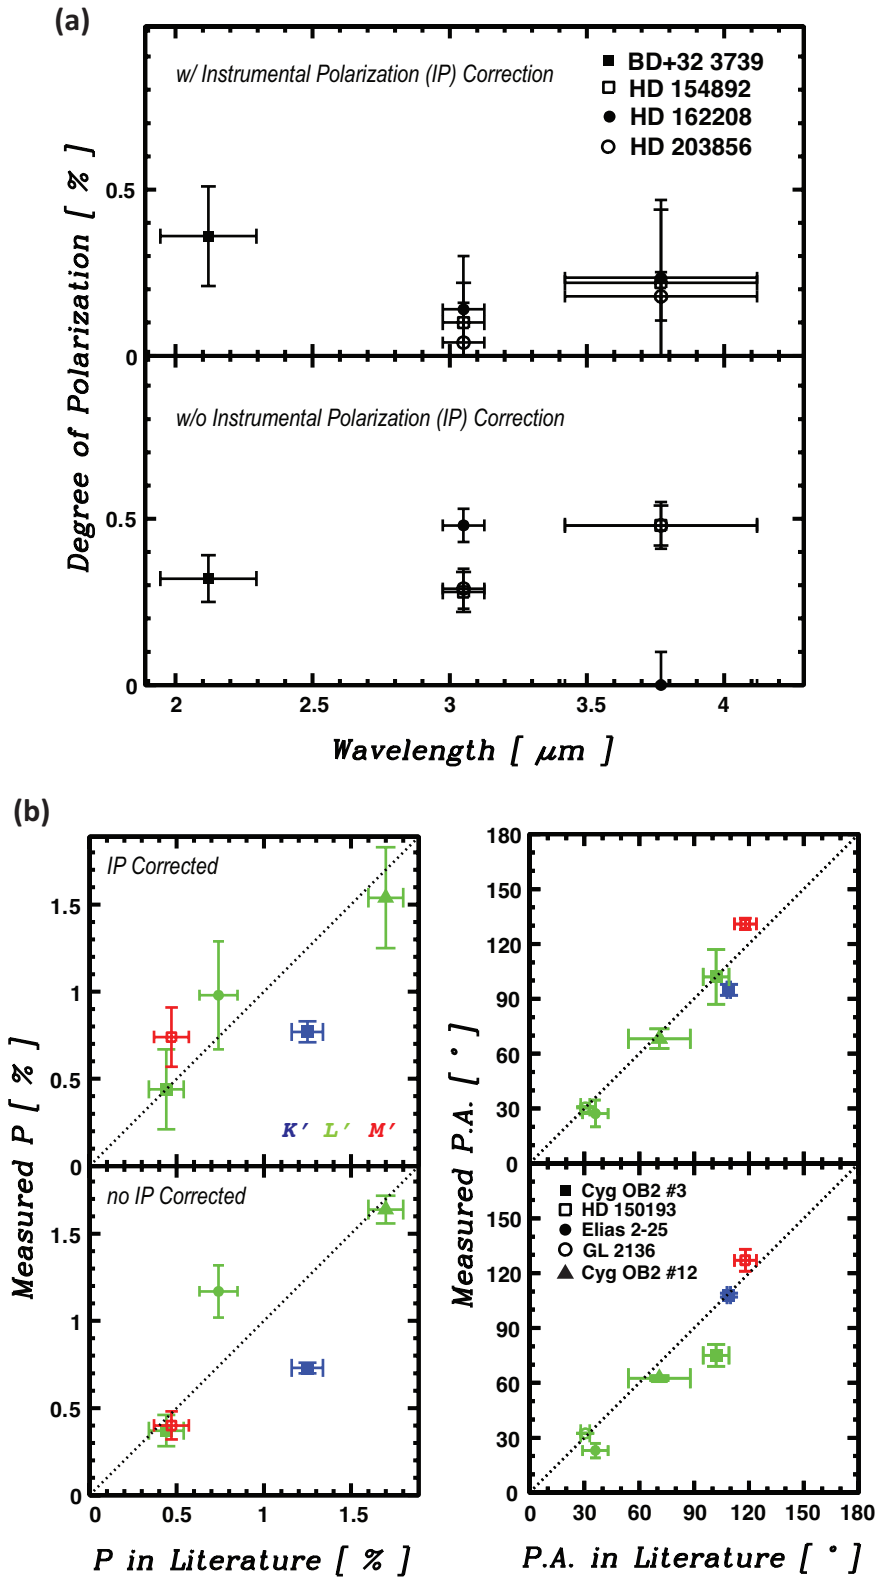 (a)
w/ Instrumental Polarization (IP) Correction
BD+32 3739
HD 154892
HD 162208
HD 203856
0.5
0
w/o Instrumental Polarization (IP) Correction
0.5
0
Degree of Polarization [ % ]
2 2.5 3 3.5 4
Wavelength [ μm ]
(b)
IP Corrected
1.5
1
0.5
0
K′ L′ M′
no IP Corrected
1.5
1
0.5
0
Measured P [ % ]
0 0.5 1 1.5
P in Literature [ % ]
180
150
130
90
60
30
0
Cyg OB2 #3
HD 150193
Elias 2-25
GL 2136
Cyg OB2 #12
150
130
90
60
30
0
Measured P.A. [ ° ]
0 30 60 90 120 150 180
P.A. in Literature [ ° ]